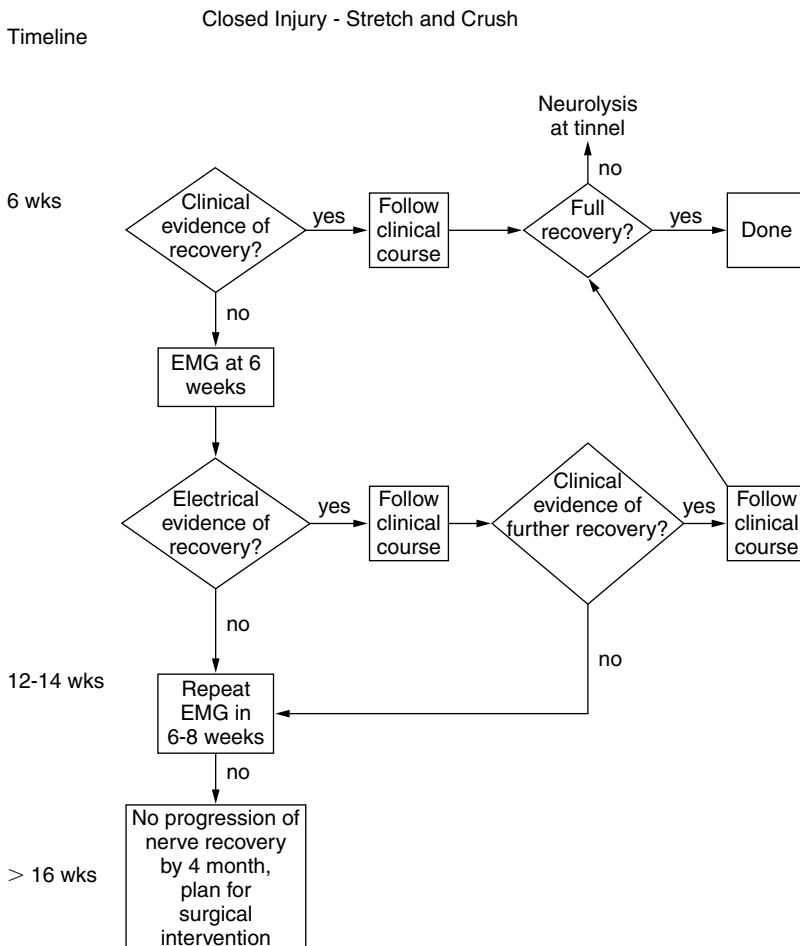 Closed Injury - Stretch and Crush
Timeline
Neurolysis
at tinnel
no
6 wks
Clinical
evidence of
recovery?
yes
Follow
clinical
course
Full
recovery?
yes
Done
no
EMG at 6
weeks
Electrical
evidence of
recovery?
yes
Follow
clinical
course
Clinical
evidence of
further recovery?
yes
Follow
clinical
course
no
no
12-14 wks
Repeat
EMG in
6-8 weeks
no
> 16 wks
No progression of
nerve recovery
by 4 month,
plan for
surgical
intervention